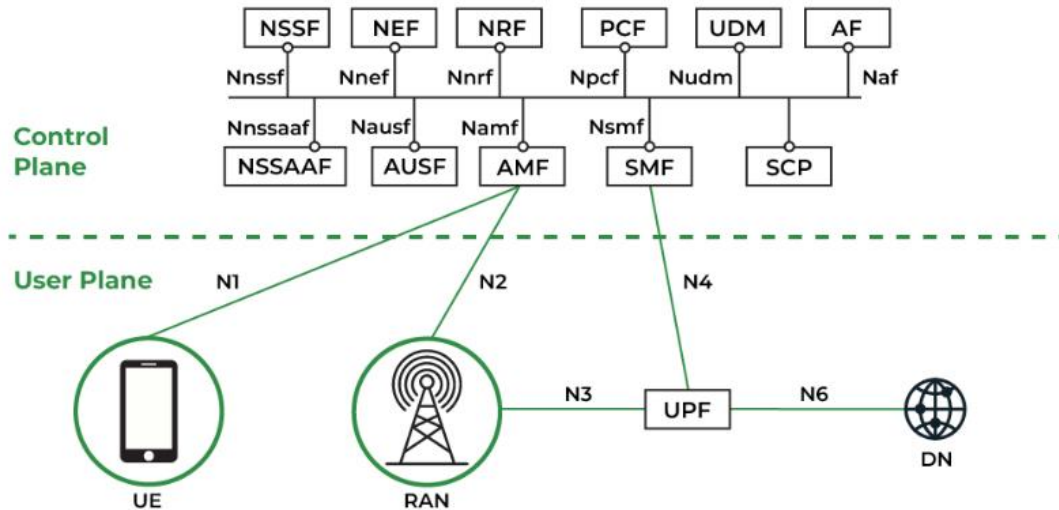 NSSF NEF NRF PCF UDM AF
Nnssf Nnef Nnrf Npcf Nudm Naf
Nnssaaf Nausf Namf Nsmf
Control
Plane
NSSAAF AUSF AMF SMF SCP
User Plane
N1 N2 N4
N3 N6
UPF
DN
UE RAN